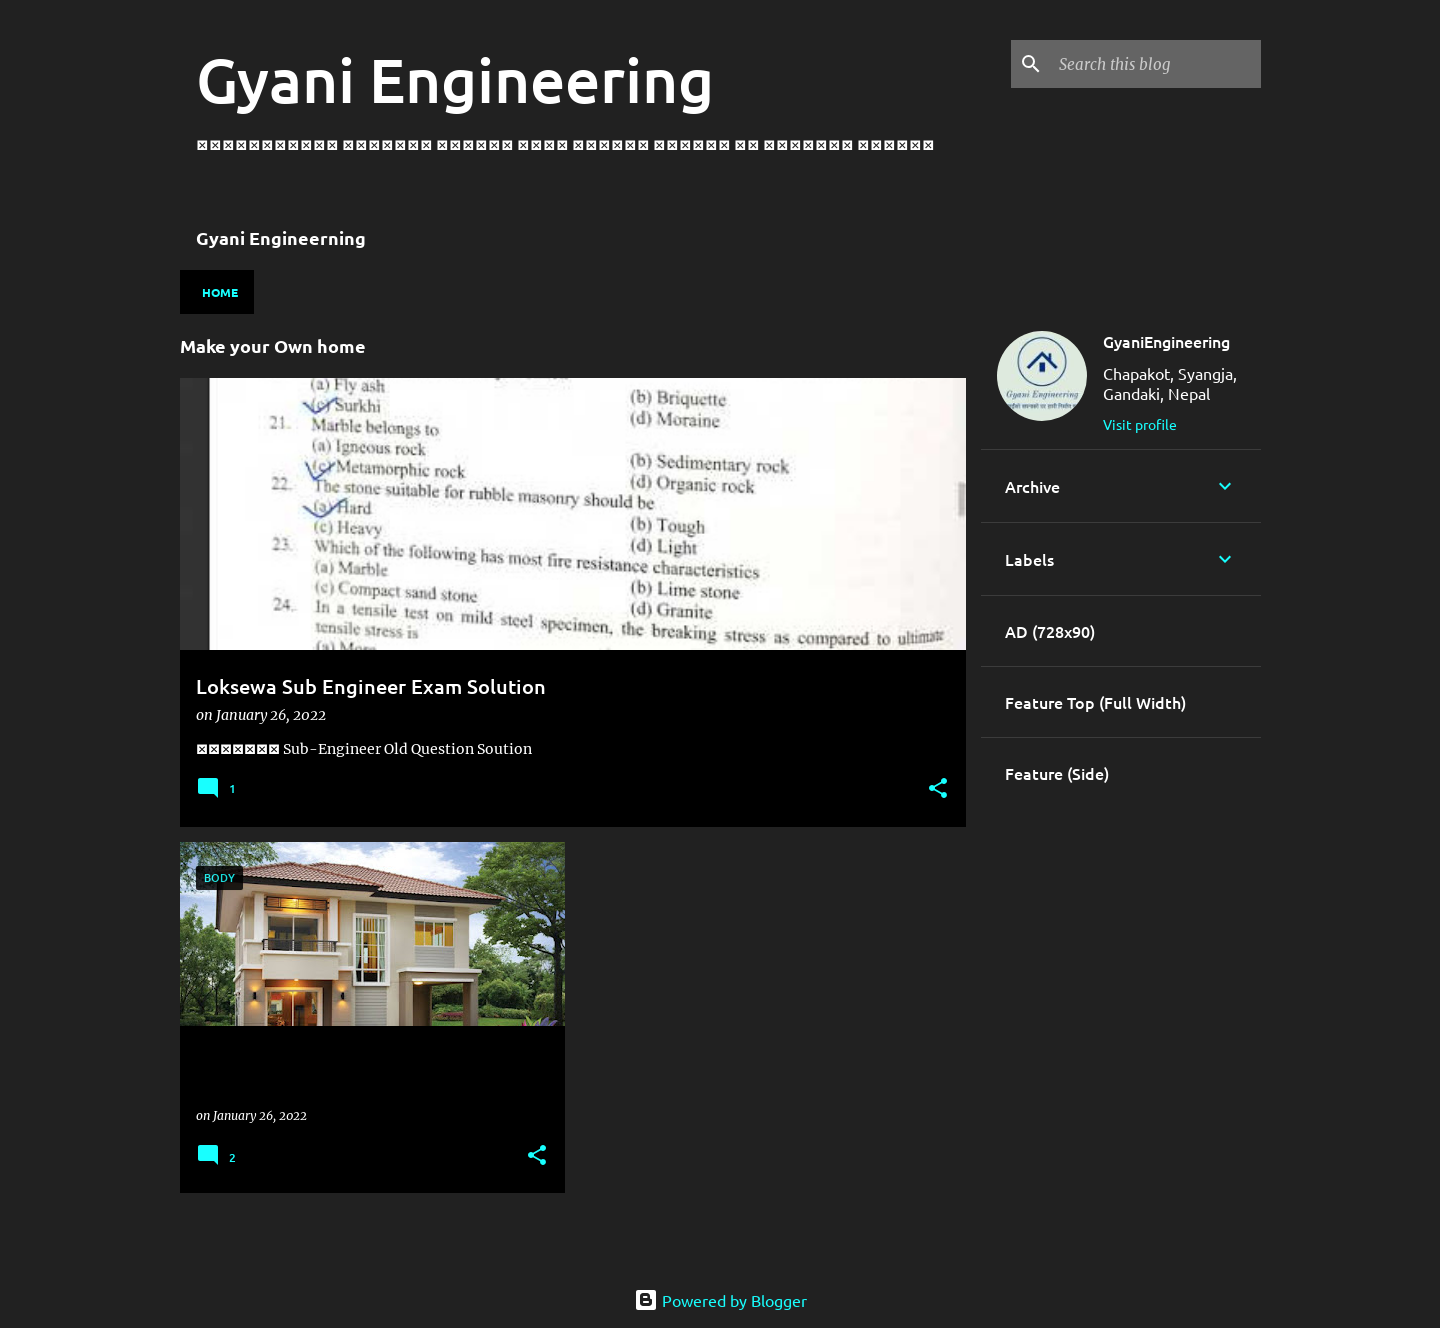 Gyani Engineering
Search this blog
Gyani Engineerning
HOME
Make your Own home
(a) Fly ash
(b) Briquette
(c) Surkhi
(d) Moraine
21.
Marble belongs to
(a) Igneous rock
(b) Sedimentary rock
(c) Metamorphic rock
(d) Organic rock
22.
The stone suitable for rubble masonry should be
(a) Hard
(b) Tough
(c) Heavy
(d) Light
23.
Which of the following has most fire resistance characteristics
(a) Marble
(b) Lime stone
(c) Compact sand stone
(d) Granite
24.
In a tensile test on mild steel specimen, the breaking stress as compared to ultimate
tensile stress is
(a) More
Loksewa Sub Engineer Exam Solution
on January 26, 2022
Sub-Engineer Old Question Soution
1
BODY
on January 26, 2022
2
GyaniEngineering
Gyani Engineering
Chapakot, Syangja,
Gandaki, Nepal
Visit profile
Archive
Labels
AD (728x90)
Feature Top (Full Width)
Feature (Side)
Powered by Blogger